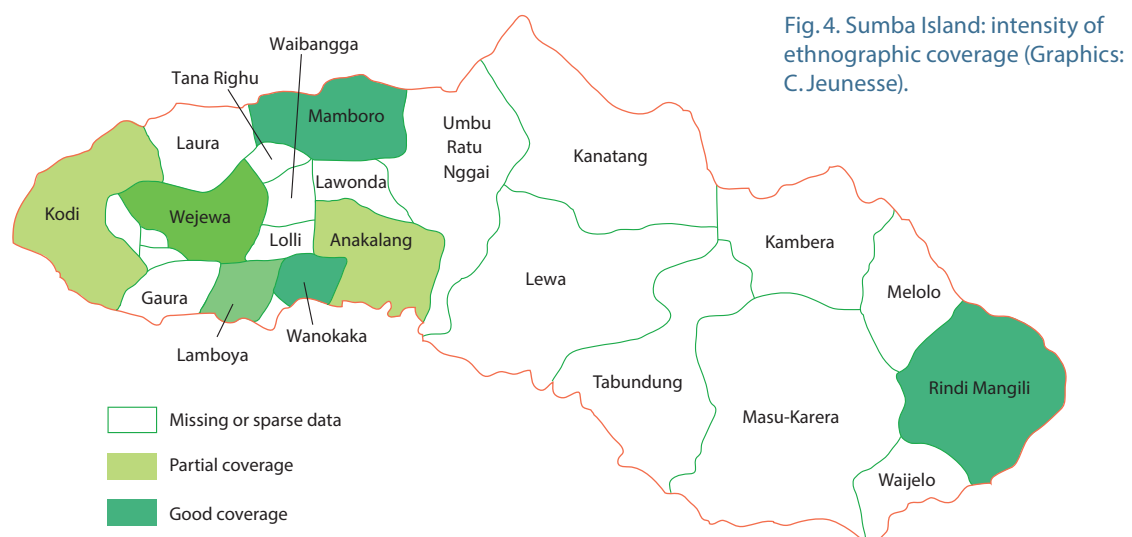 Fig. 4. Sumba Island: intensity of
ethnographic coverage (Graphics:
C. Jeunesse).
Waibangga
Tana Righu
Mamboro
Laura
Umbu
Ratu
Nggai
Kanatang
Lawonda
Kodi
Wejewa
Lolli
Anakalang
Kambera
Lewa
Gaura
Melolo
Wanokaka
Lamboya
Tabundung
Rindi Mangili
Masu-Karera
Waijelo
Missing or sparse data
Partial coverage
Good coverage